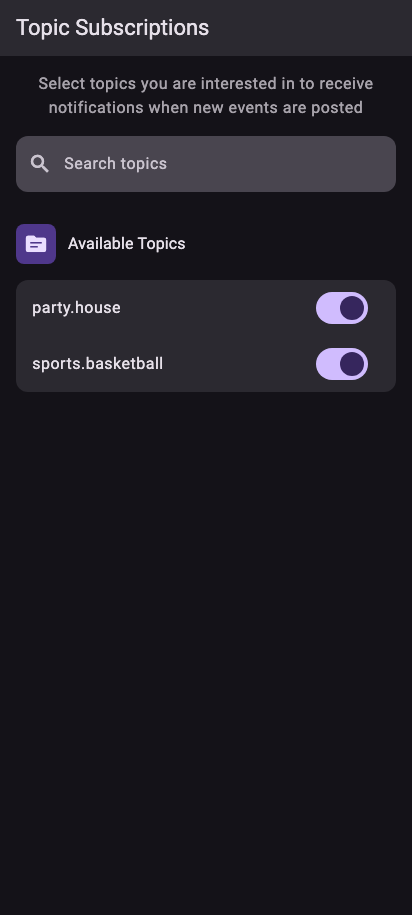 Topic Subscriptions
Select topics you are interested in to receive
notifications when new events are posted
Search topics
Available Topics
party.house
sports.basketball